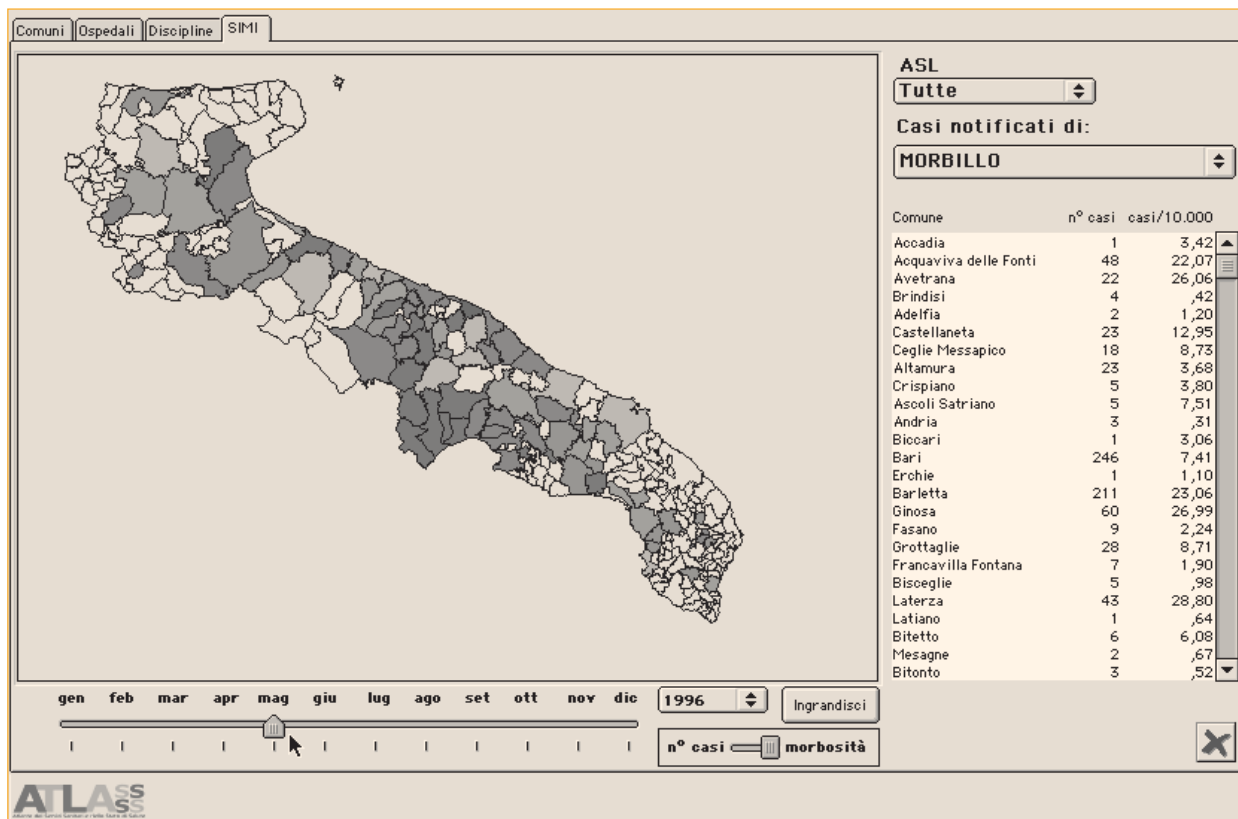 Comuni Ospedali Discipline SIMI
ASL
Tutte
Casi notificati di:
MORBILLO
Comune n° casi casi/10.000
Accadia 1 3,42
Acquaviva delle Fonti 48 22,07
Avetrana 22 26,06
Brindisi 4 ,42
Adelfia 2 1,20
Castellaneta 23 12,95
Ceglie Messapico 18 8,73
Altamura 23 3,68
Crispiano 5 3,80
Ascoli Satriano 5 7,51
Andria 3 ,31
Biccari 1 3,06
Bari 246 7,41
Erchie 1 1,10
Barletta 211 23,06
Ginosa 60 26,99
Fasano 9 2,24
Grottaglie 28 8,71
Francavilla Fontana 7 1,90
Bisceglie 5 ,98
Laterza 43 28,80
Latiano 1 ,64
Bitetto 6 6,08
Mesagne 2 ,67
Bitonto 3 ,52
gen feb mar apr mag giu lug ago set ott nov dic
1996
Ingrandisci
n° casi morbosità
ATLASSSS